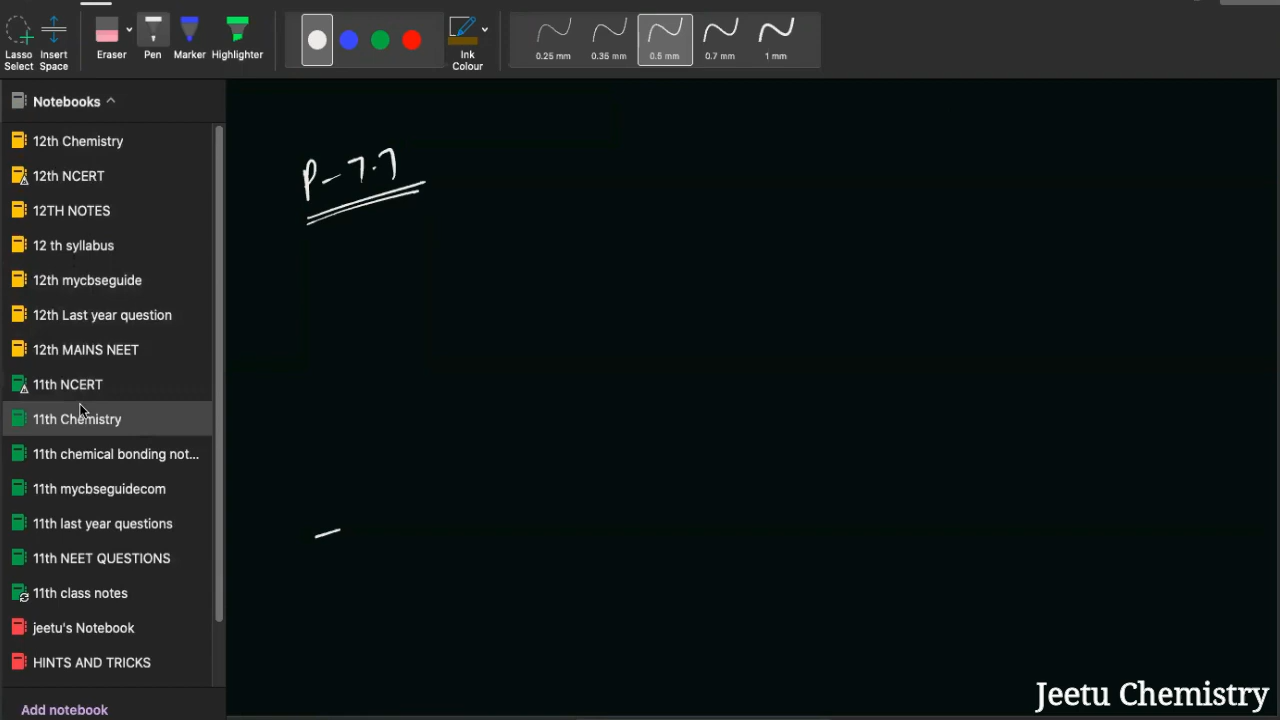 Lasso Select
Insert Space
Eraser
Pen
Marker
Highlighter
Ink Colour
0.25 mm
0.35 mm
0.5 mm
0.7 mm
1 mm
Notebooks
12th Chemistry
12th NCERT
12TH NOTES
12 th syllabus
12th mycbseguide
12th Last year question
12th MAINS NEET
11th NCERT
11th Chemistry
11th chemical bonding not...
11th mycbseguidecom
11th last year questions
11th NEET QUESTIONS
11th class notes
jeetu's Notebook
HINTS AND TRICKS
Add notebook
P-7.7
Jeetu Chemistry